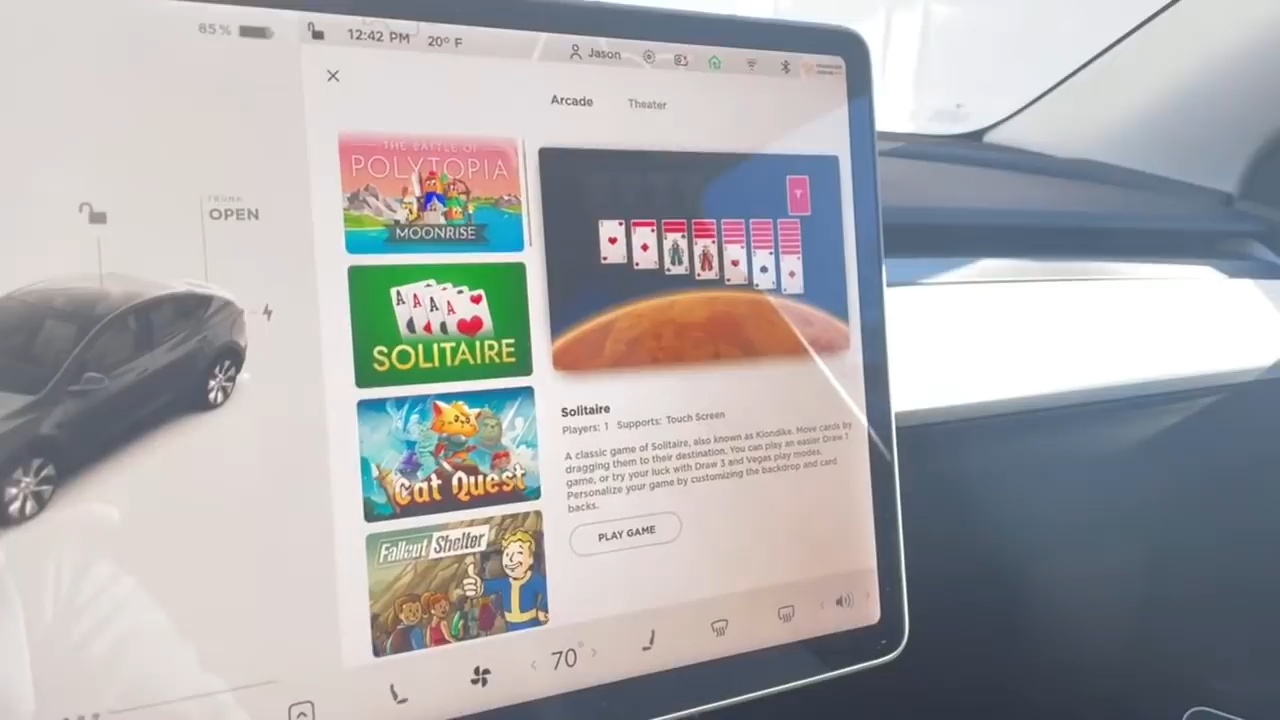 85%
12:42 PM
20° F
Jason
Arcade
Theater
TRUNK
OPEN
THE BATTLE OF
POLYTOPIA
MOONRISE
A A A A
SOLITAIRE
Cat Quest
Fallout Shelter
Solitaire
Players: 1 Supports: Touch Screen
A classic game of Solitaire, also known as Klondike. Move cards by
dragging them to their destination. You can play an easier Draw 1
game, or try your luck with Draw 3 and Vegas play modes.
Personalize your game by customizing the backdrop and card
backs.
PLAY GAME
70°